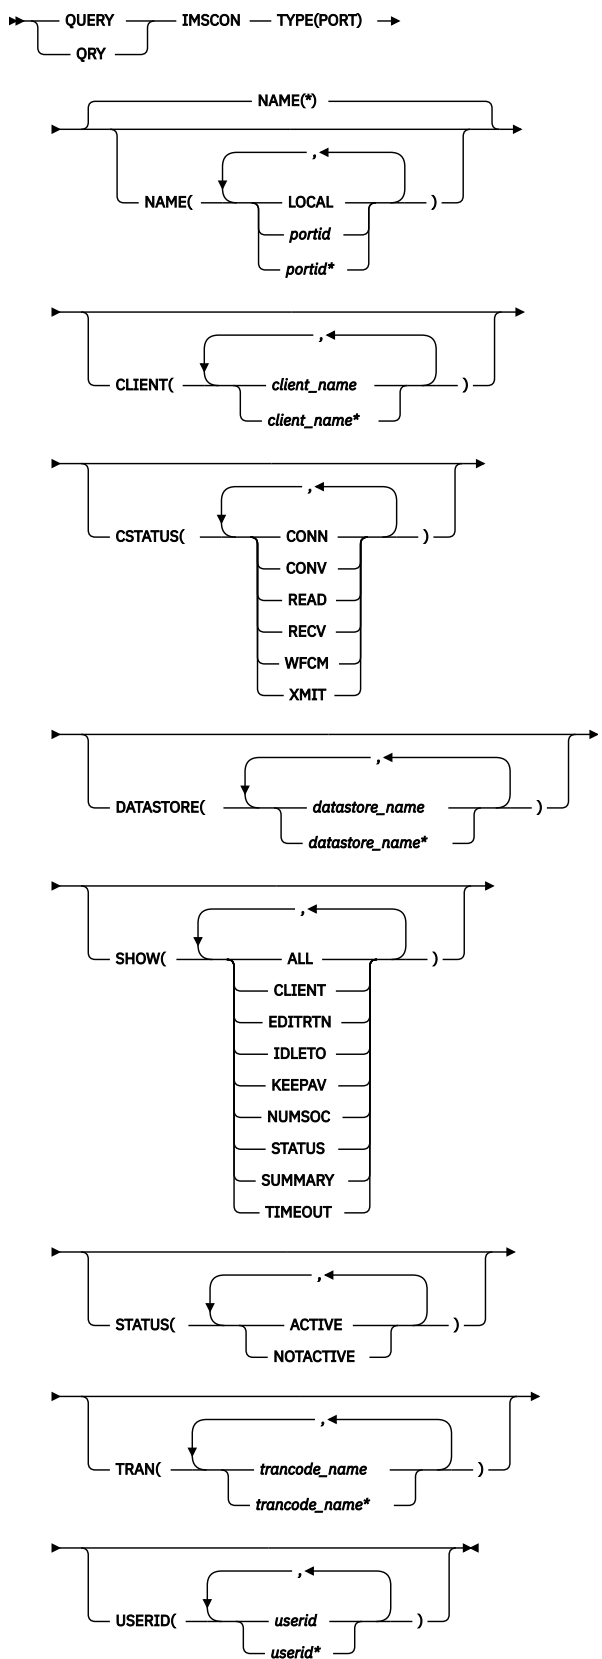 QUERY IMSCON TYPE(PORT)
QRY
NAME(*)
,
NAME( LOCAL )
portid
portid*
,
CLIENT( client_name )
client_name*
,
CSTATUS( CONN )
CONV
READ
RECV
WFCM
XMIT
,
DATASTORE( datastore_name )
datastore_name*
,
SHOW( ALL )
CLIENT
EDITRTN
IDLETO
KEEPAV
NUMSOC
STATUS
SUMMARY
TIMEOUT
,
STATUS( ACTIVE )
NOTACTIVE
,
TRAN( trancode_name )
trancode_name*
,
USERID( userid )
userid*